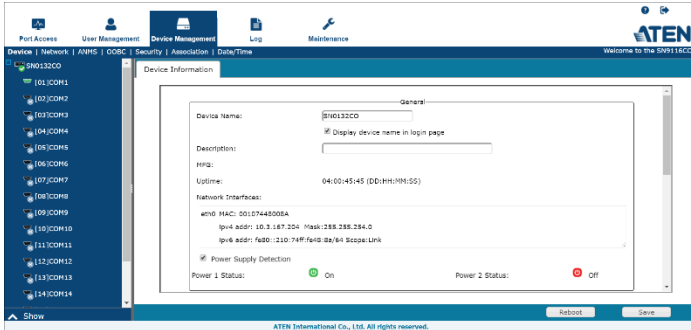 Port Access
User Management
Device Management
Log
Maintenance
ATEN
Device | Network | ANMS | OOBC | Security | Association | Date/Time
Welcome to the SN9116CO
SN0132CO
[01]COM1
[02]COM2
[03]COM3
[04]COM4
[05]COM5
[06]COM6
[07]COM7
[08]COM8
[09]COM9
[10]COM10
[11]COM11
[12]COM12
[13]COM13
[14]COM14
Show
Device Information
General
Device Name: SN0132CO
Display device name in login page
Description:
MFG:
Uptime: 04:00:45:45 (DD:HH:MM:SS)
Network Interfaces:
eth0 MAC: 00107448008A
Ipv4 addr: 10.3.167.204 Mask:255.255.254.0
Ipv6 addr: fe80::210:74ff:fe48:8a/64 Scope:Link
Power Supply Detection
Power 1 Status: On Power 2 Status: Off
Reboot Save
ATEN International Co., Ltd. All rights reserved.